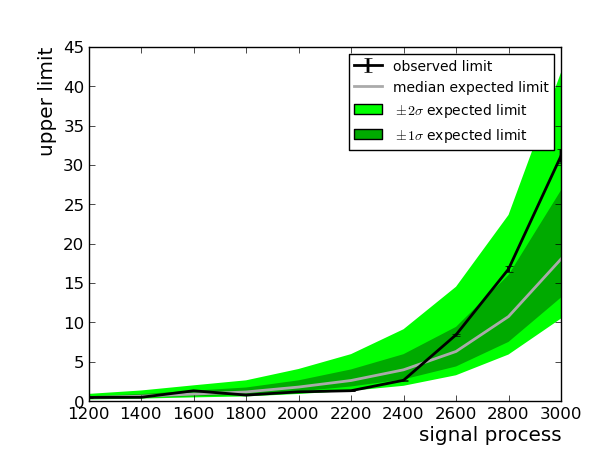 upper limit
45
40
35
30
25
20
15
10
5
0
observed limit
median expected limit
±2σ expected limit
±1σ expected limit
1200 1400 1600 1800 2000 2200 2400 2600 2800 3000
signal process